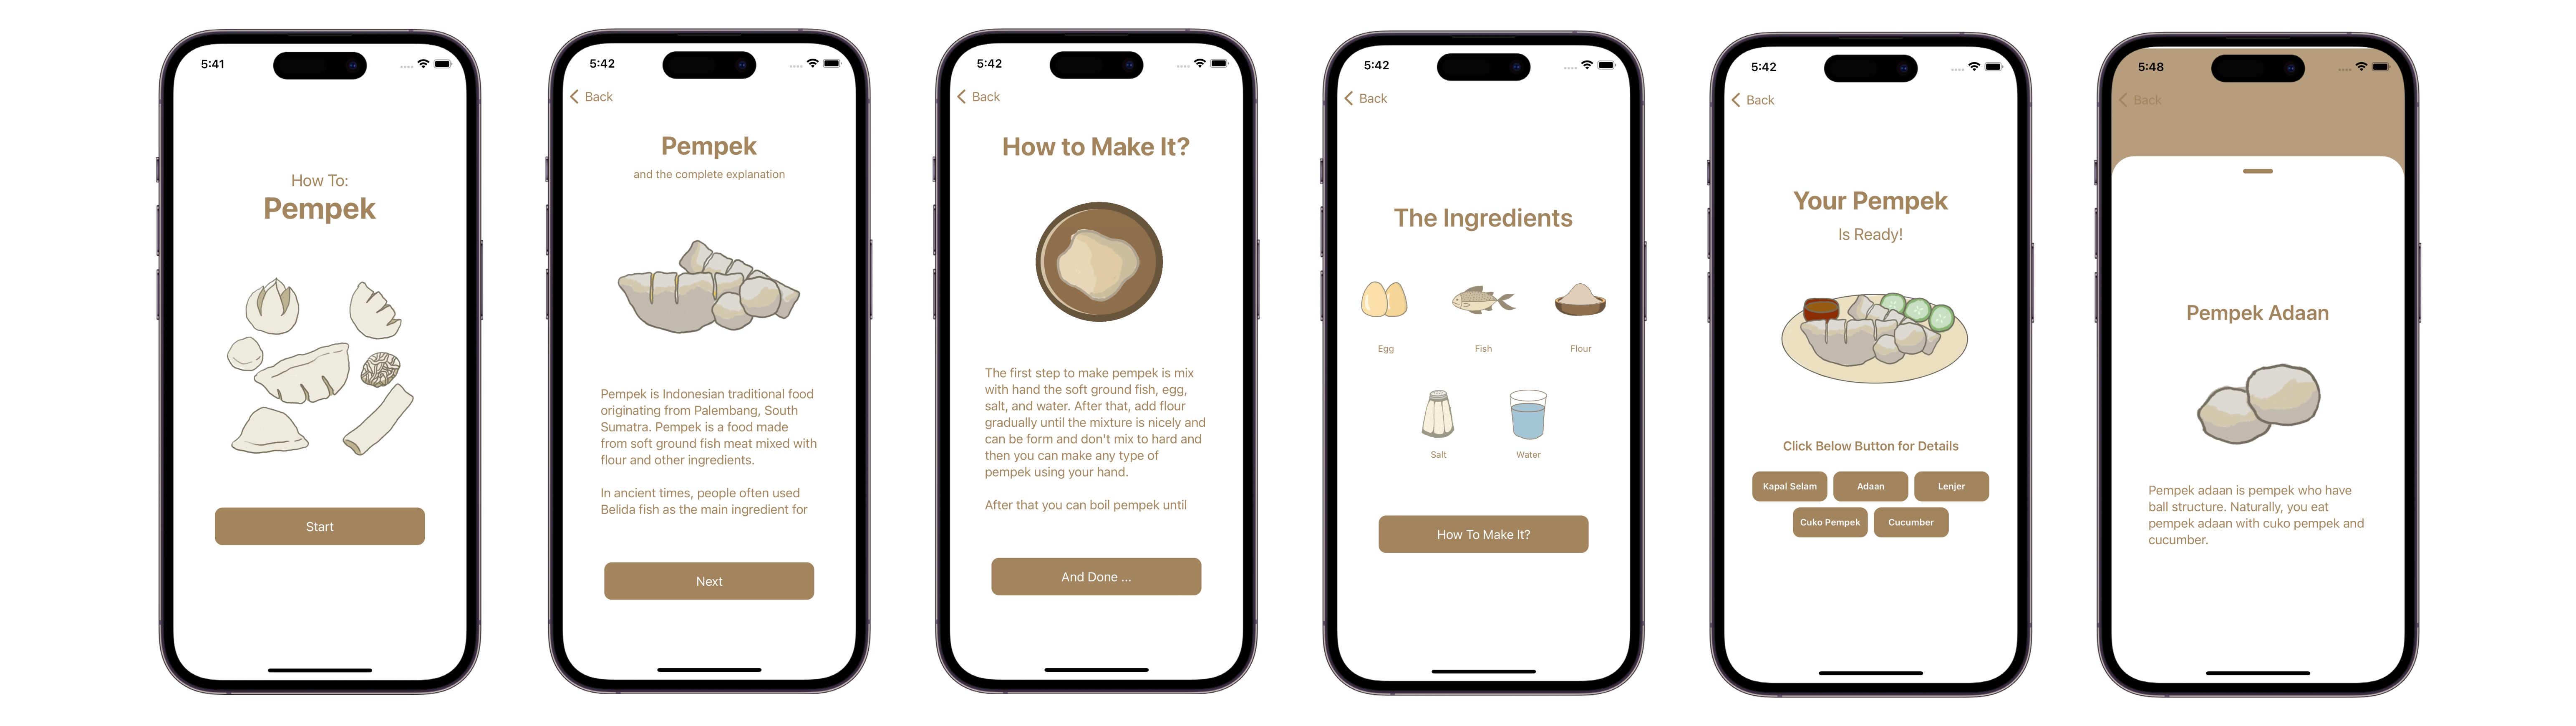 5:41
How To:
Pempek
Start
5:42
Back
Pempek
and the complete explanation
Pempek is Indonesian traditional food
originating from Palembang, South
Sumatra. Pempek is a food made
from soft ground fish meat mixed with
flour and other ingredients.
In ancient times, people often used
Belida fish as the main ingredient for
Next
5:42
Back
How to Make It?
The first step to make pempek is mix
with hand the soft ground fish, egg,
salt, and water. After that, add flour
gradually until the mixture is nicely and
can be form and don't mix to hard and
then you can make any type of
pempek using your hand.
After that you can boil pempek until
And Done ...
5:42
Back
The Ingredients
Egg
Fish
Flour
Salt
Water
How To Make It?
5:42
Back
Your Pempek
Is Ready!
Click Below Button for Details
Kapal Selam
Adaan
Lenjer
Cuko Pempek
Cucumber
5:48
Back
Pempek Adaan
Pempek adaan is pempek who have
ball structure. Naturally, you eat
pempek adaan with cuko pempek and
cucumber.